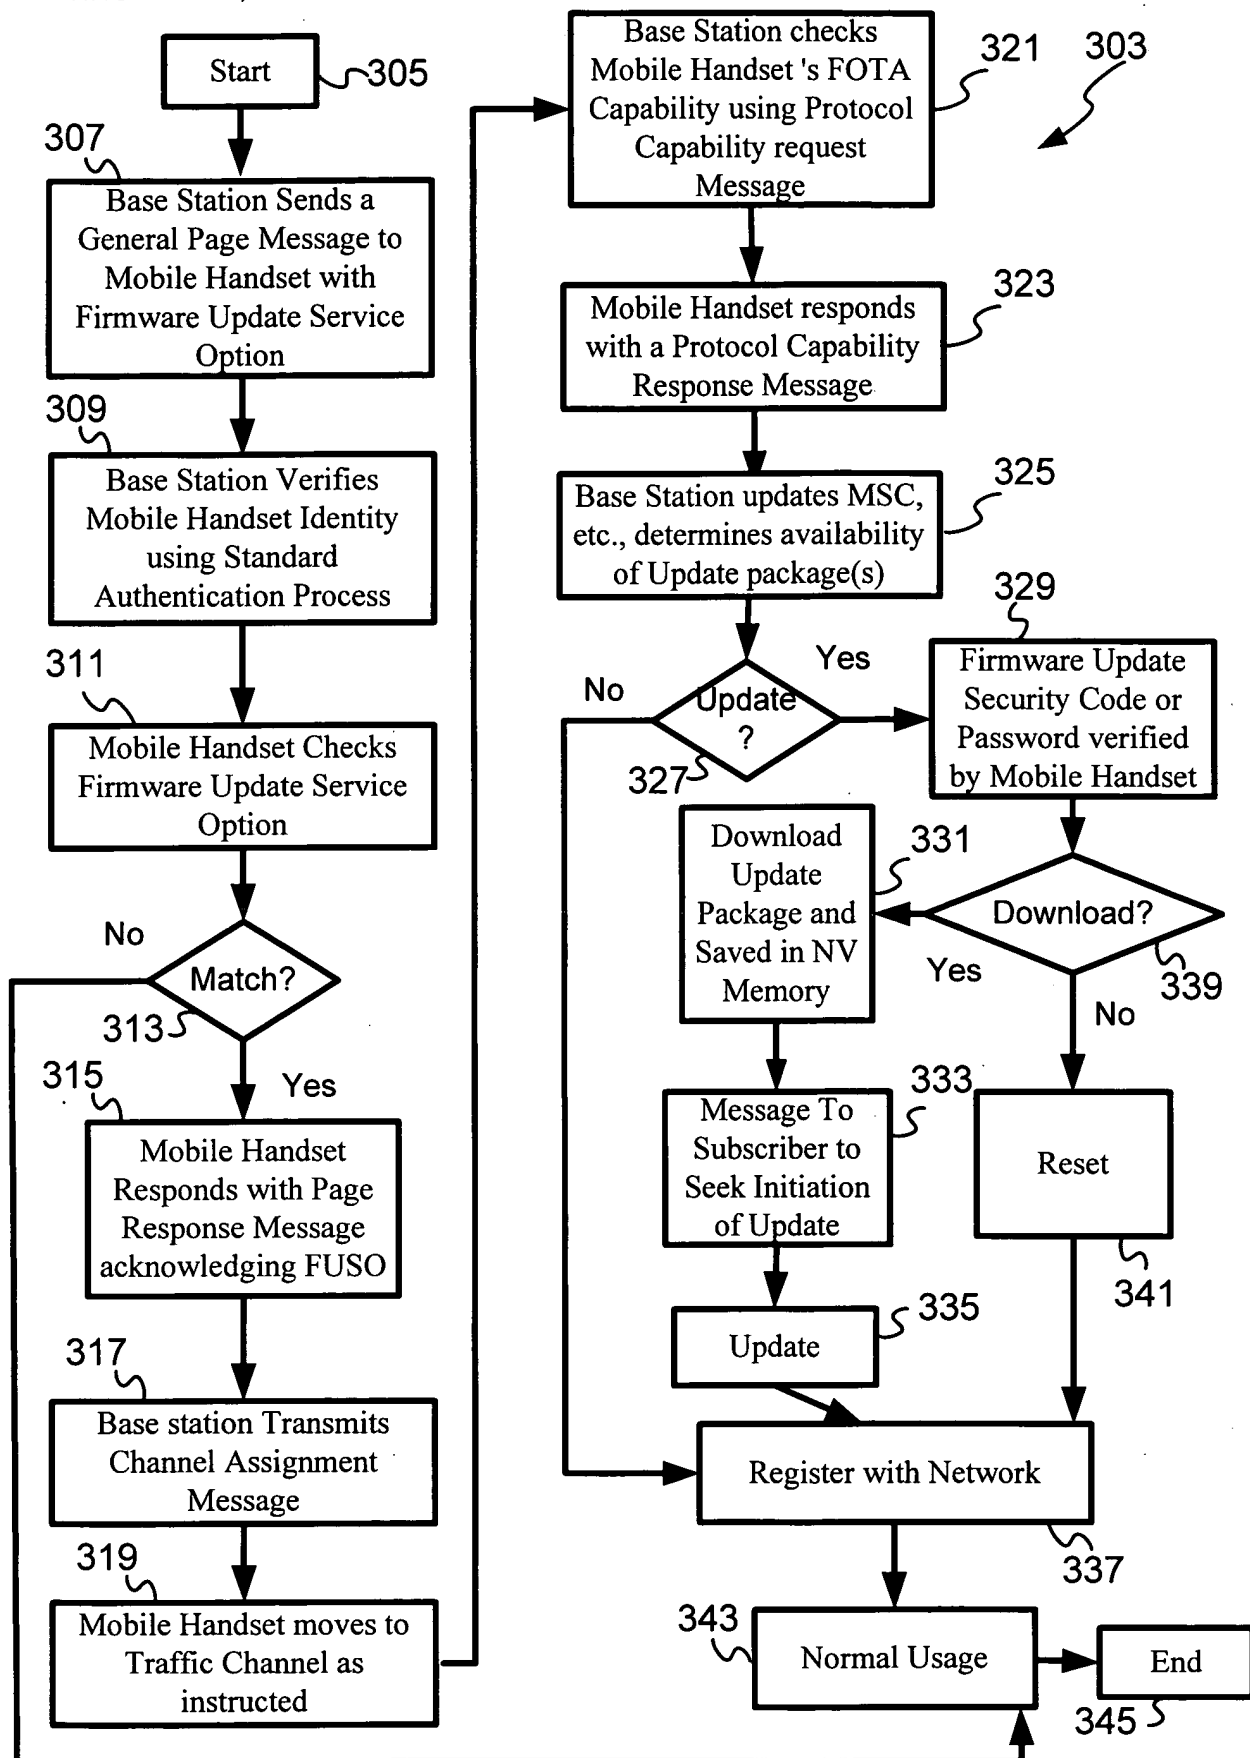 Start
305
307
Base Station Sends a
General Page Message to
Mobile Handset with
Firmware Update Service
Option
309
Base Station Verifies
Mobile Handset Identity
using Standard
Authentication Process
311
Mobile Handset Checks
Firmware Update Service
Option
No
Match?
313
Yes
315
Mobile Handset
Responds with Page
Response Message
acknowledging FUSO
317
Base station Transmits
Channel Assignment
Message
319
Mobile Handset moves to
Traffic Channel as
instructed
Base Station checks
Mobile Handset 's FOTA
Capability using Protocol
Capability request
Message
321
303
Mobile Handset responds
with a Protocol Capability
Response Message
323
Base Station updates MSC,
etc., determines availability
of Update package(s)
325
No
Update
?
327
Yes
329
Firmware Update
Security Code or
Password verified
by Mobile Handset
Download?
339
Yes
No
Download
Update
Package and
Saved in NV
Memory
331
Message To
Subscriber to
Seek Initiation
of Update
333
Reset
341
Update
335
Register with Network
337
343
Normal Usage
End
345